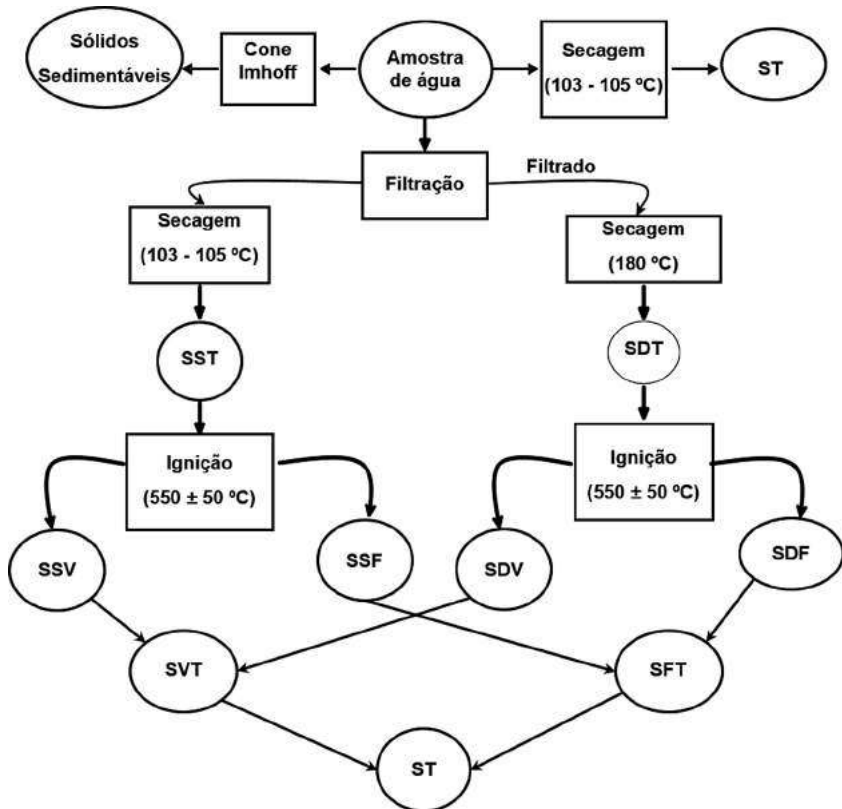 Sólidos
Sedimentáveis
Cone
Imhoff
Amostra
de água
Secagem
(103 - 105 ºC)
ST
Filtração
Filtrado
Secagem
(103 - 105 ºC)
Secagem
(180 ºC)
SST
SDT
Ignição
(550 ± 50 ºC)
Ignição
(550 ± 50 ºC)
SSV
SSF
SDV
SDF
SVT
SFT
ST